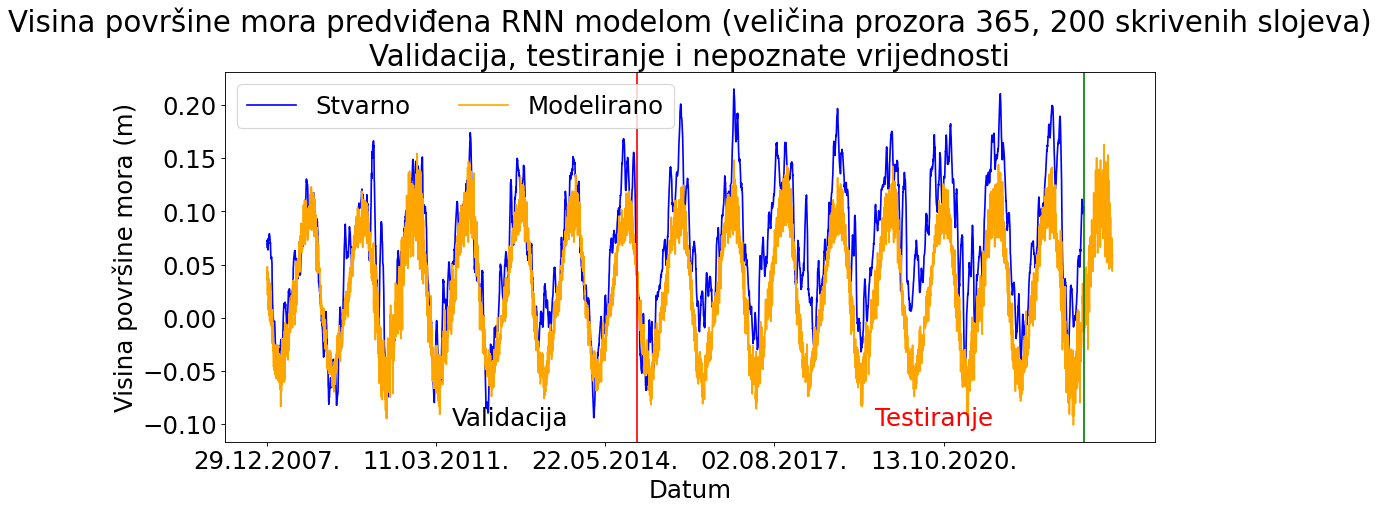 Visina površine mora predviđena RNN modelom (veličina prozora 365, 200 skrivenih slojeva)
Validacija, testiranje i nepoznate vrijednosti
Stvarno
Modelirano
Visina površine mora (m)
0.20
0.15
0.10
0.05
0.00
−0.05
−0.10
Validacija
Testiranje
29.12.2007.
11.03.2011.
22.05.2014.
02.08.2017.
13.10.2020.
Datum